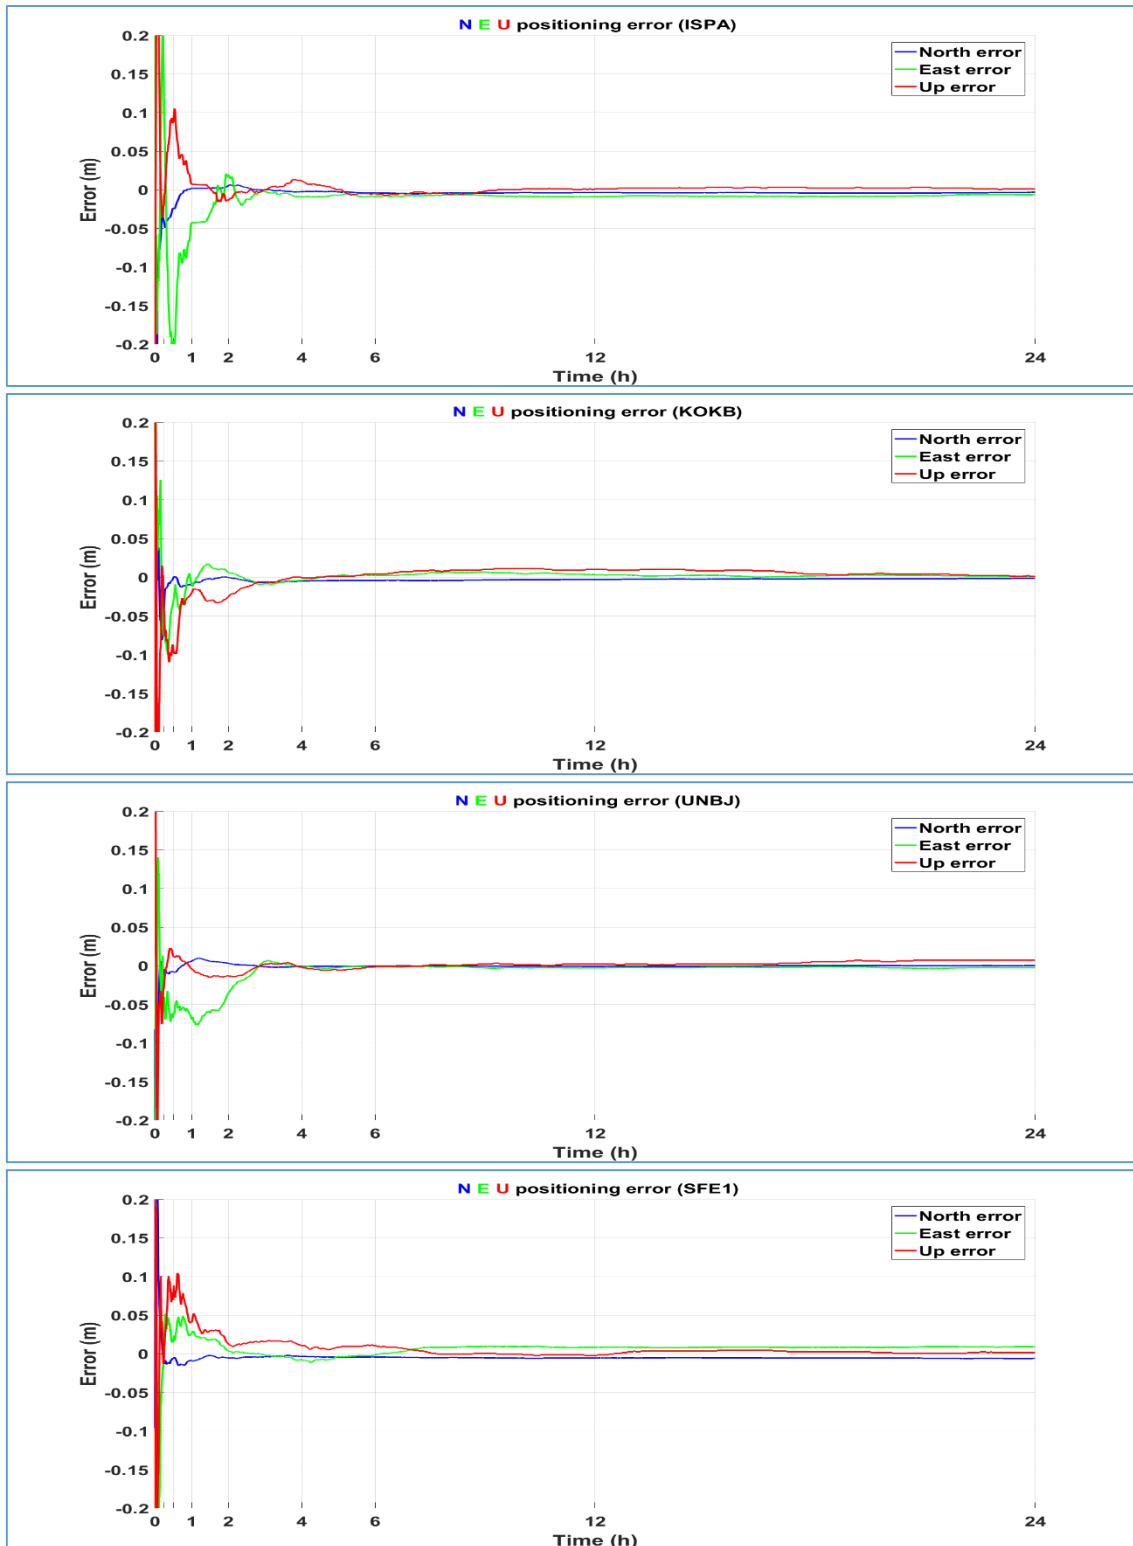 N E U positioning error (ISPA)
0.2
0.15
0.1
0.05
0
-0.05
-0.1
-0.15
-0.2
Error (m)
North error
East error
Up error
0 1 2 4 6 12 24
Time (h)
N E U positioning error (KOKB)
0.2
0.15
0.1
0.05
0
-0.05
-0.1
-0.15
-0.2
Error (m)
North error
East error
Up error
0 1 2 4 6 12 24
Time (h)
N E U positioning error (UNBJ)
0.2
0.15
0.1
0.05
0
-0.05
-0.1
-0.15
-0.2
Error (m)
North error
East error
Up error
0 1 2 4 6 12 24
Time (h)
N E U positioning error (SFE1)
0.2
0.15
0.1
0.05
0
-0.05
-0.1
-0.15
-0.2
Error (m)
North error
East error
Up error
0 1 2 4 6 12 24
Time (h)